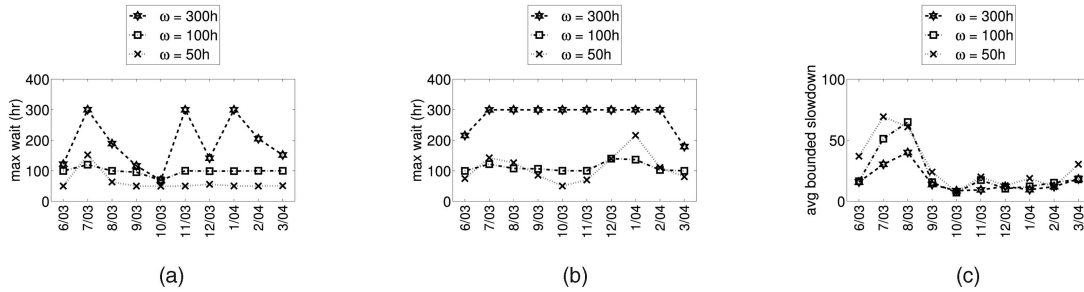 ω = 300h
ω = 100h
ω = 50h
max wait (hr)
400
300
200
100
0
6/03
7/03
8/03
9/03
10/03
11/03
12/03
1/04
2/04
3/04
(a)
ω = 300h
ω = 100h
ω = 50h
max wait (hr)
400
300
200
100
0
6/03
7/03
8/03
9/03
10/03
11/03
12/03
1/04
2/04
3/04
(b)
ω = 300h
ω = 100h
ω = 50h
avg bounded slowdown
100
50
0
6/03
7/03
8/03
9/03
10/03
11/03
12/03
1/04
2/04
3/04
(c)